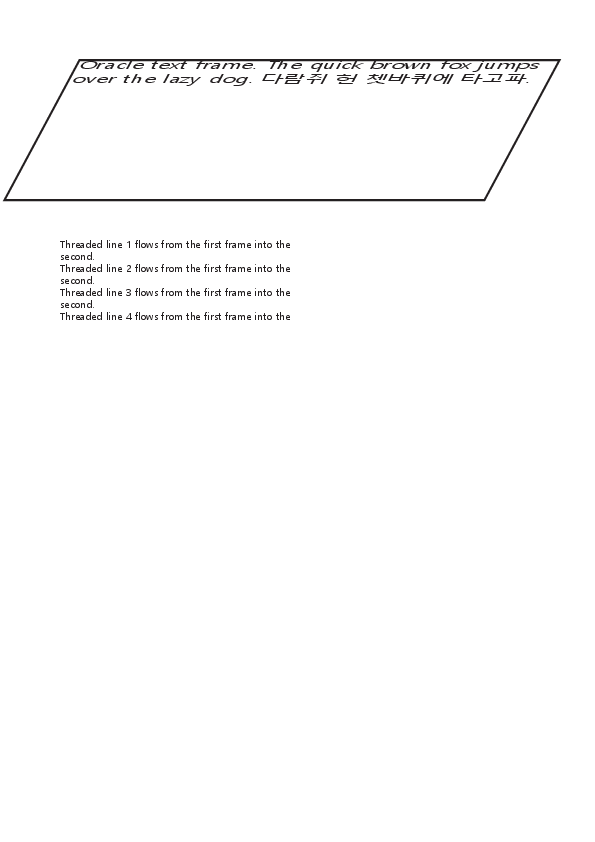 Oracle text frame. The quick brown fox jumps
over the lazy dog. 다람쥐 헌 쳇바퀴에 타고파.
Threaded line 1 flows from the first frame into the
second.
Threaded line 2 flows from the first frame into the
second.
Threaded line 3 flows from the first frame into the
second.
Threaded line 4 flows from the first frame into the